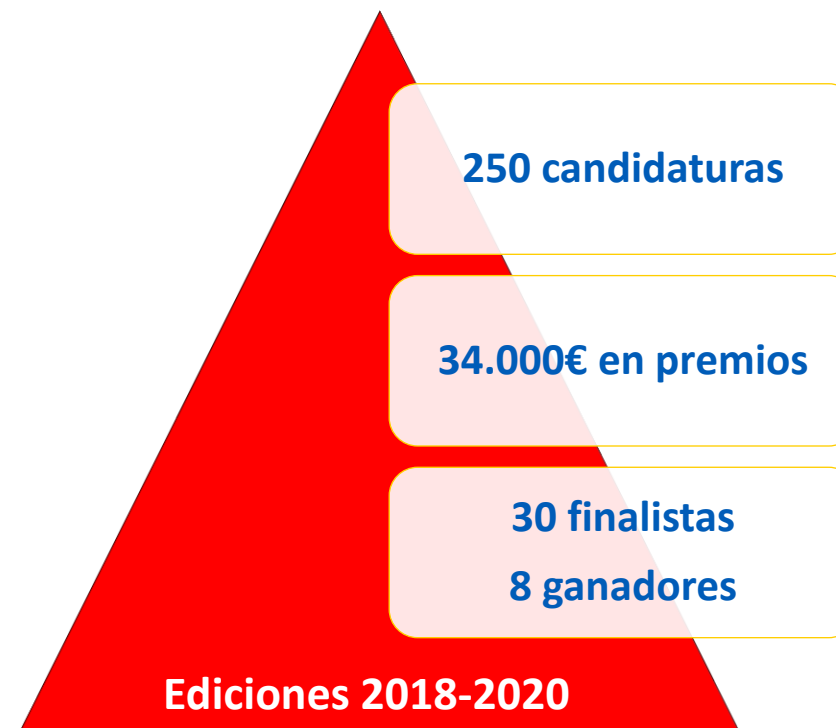 250 candidaturas
34.000€ en premios
30 finalistas
8 ganadores
Ediciones 2018-2020